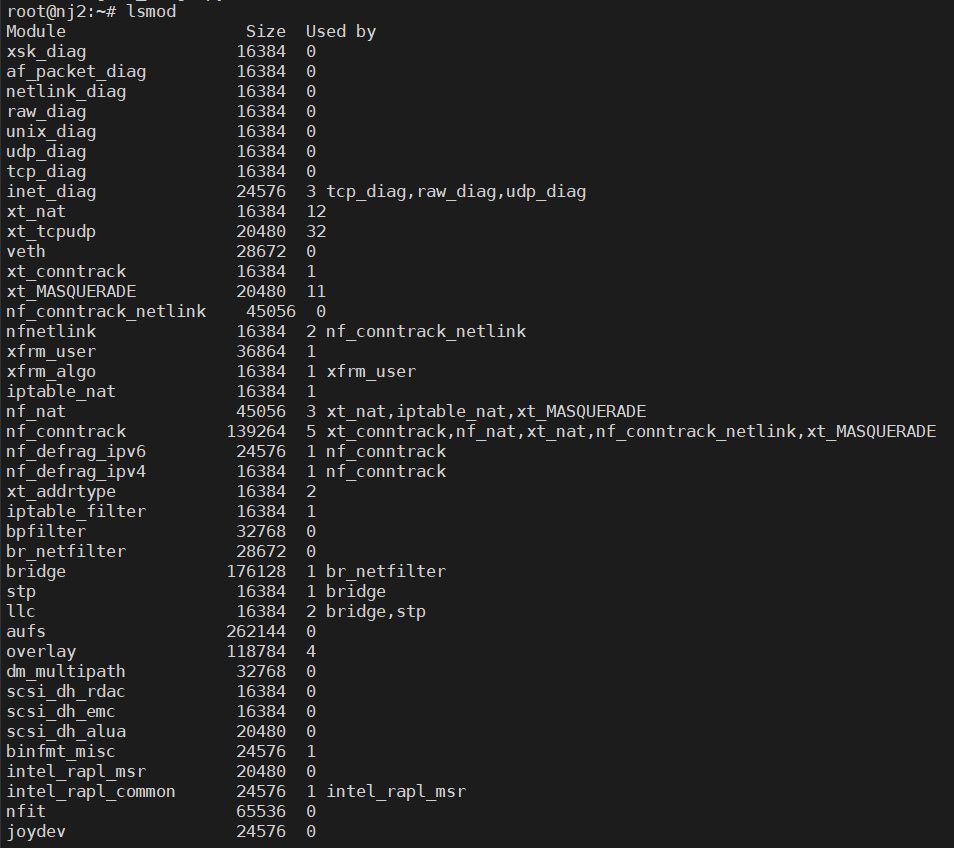 root@nj2:~# lsmod
Module                  Size  Used by
xsk_diag               16384  0
af_packet_diag         16384  0
netlink_diag           16384  0
raw_diag               16384  0
unix_diag              16384  0
udp_diag               16384  0
tcp_diag               16384  0
inet_diag              24576  3 tcp_diag,raw_diag,udp_diag
xt_nat                 16384  12
xt_tcpudp              20480  32
veth                   28672  0
xt_conntrack           16384  1
xt_MASQUERADE          20480  11
nf_conntrack_netlink    45056  0
nfnetlink              16384  2 nf_conntrack_netlink
xfrm_user              36864  1
xfrm_algo              16384  1 xfrm_user
iptable_nat            16384  1
nf_nat                 45056  3 xt_nat,iptable_nat,xt_MASQUERADE
nf_conntrack          139264  5 xt_conntrack,nf_nat,xt_nat,nf_conntrack_netlink,xt_MASQUERADE
nf_defrag_ipv6         24576  1 nf_conntrack
nf_defrag_ipv4         16384  1 nf_conntrack
xt_addrtype            16384  2
iptable_filter         16384  1
bpfilter               32768  0
br_netfilter           28672  0
bridge                176128  1 br_netfilter
stp                    16384  1 bridge
llc                    16384  2 bridge,stp
aufs                  262144  0
overlay               118784  4
dm_multipath           32768  0
scsi_dh_rdac           16384  0
scsi_dh_emc            16384  0
scsi_dh_alua           20480  0
binfmt_misc            24576  1
intel_rapl_msr         20480  0
intel_rapl_common      24576  1 intel_rapl_msr
nfit                   65536  0
joydev                 24576  0